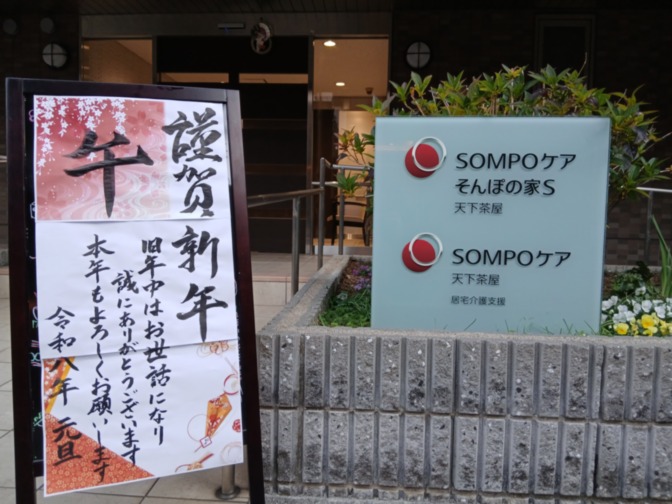 謹賀新年
午
旧年中はお世話になり
誠にありがとうございます
本年もよろしくお願いします
令和八年 元旦
SOMPOケア
そんぽの家S
天下茶屋
SOMPOケア
天下茶屋
居宅介護支援